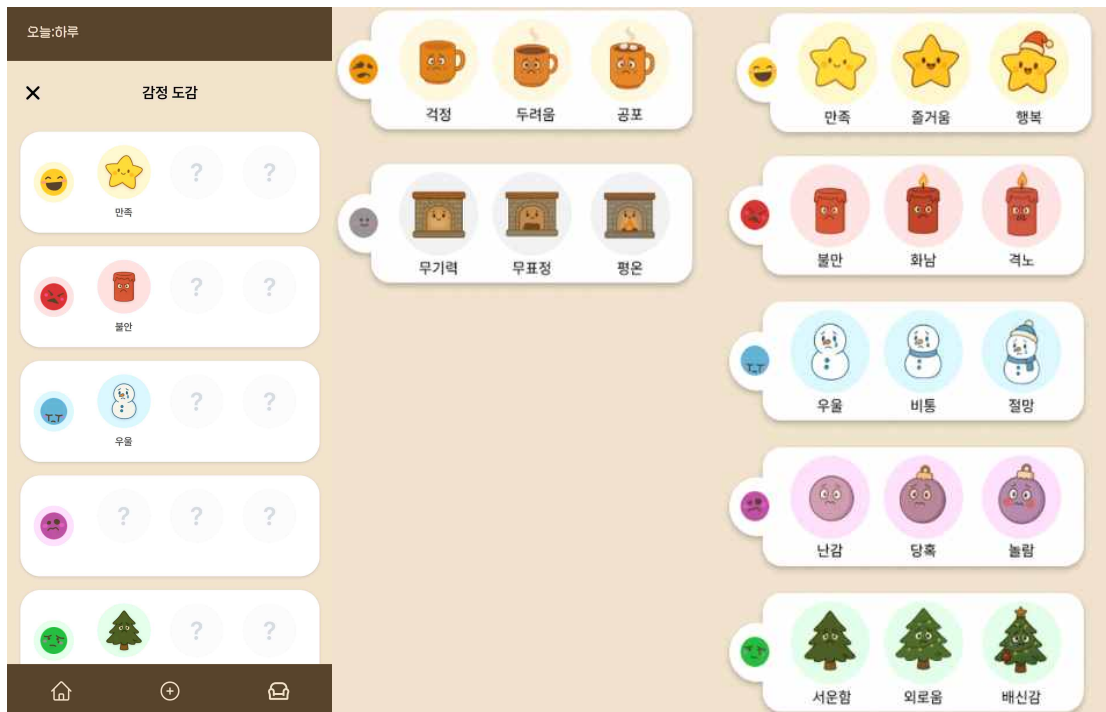 오늘:하루
감정 도감
만족
? ?
불안
? ?
우울
? ?
? ? ?
? ?
걱정 두려움 공포
무기력 무표정 평온
만족 즐거움 행복
불만 화남 격노
우울 비통 절망
난감 당혹 놀람
서운함 외로움 배신감